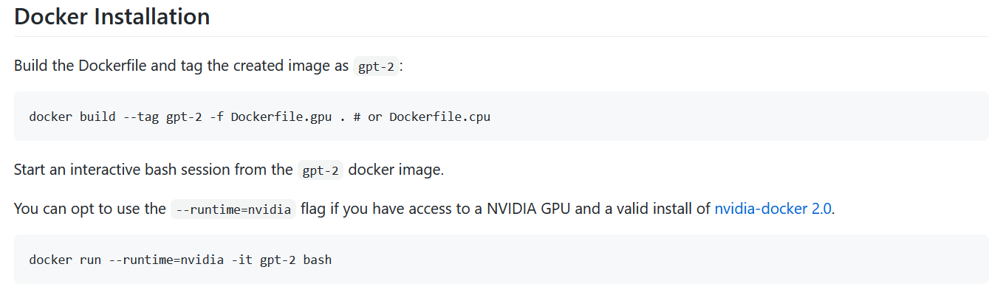 Docker Installation
Build the Dockerfile and tag the created image as gpt-2:
docker build --tag gpt-2 -f Dockerfile.gpu . # or Dockerfile.cpu
Start an interactive bash session from the gpt-2 docker image.
You can opt to use the --runtime=nvidia flag if you have access to a NVIDIA GPU and a valid install of nvidia-docker 2.0.
docker run --runtime=nvidia -it gpt-2 bash